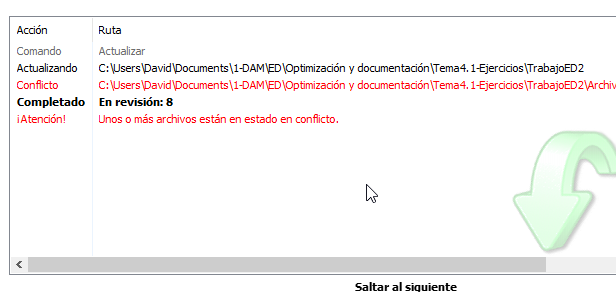 Acción Ruta
Comando Actualizar
Actualizando C:\Users\David\Documents\1-DAM\ED\Optimización y documentación\Tema4.1-Ejercicios\TrabajoED2
Conflicto C:\Users\David\Documents\1-DAM\ED\Optimización y documentación\Tema4.1-Ejercicios\TrabajoED2\Archi
Completado En revisión: 8
¡Atención! Unos o más archivos están en estado en conflicto.
Saltar al siguiente